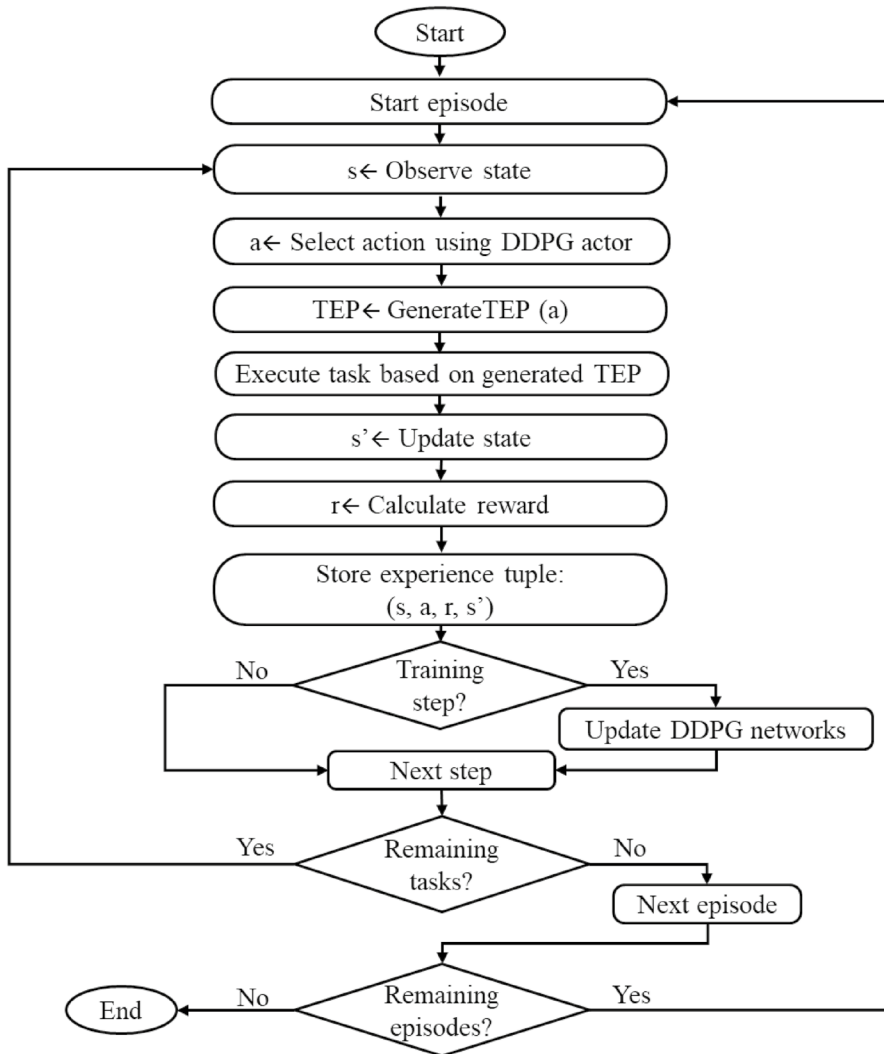 Start
Start episode
s← Observe state
a← Select action using DDPG actor
TEP← GenerateTEP (a)
Execute task based on generated TEP
s’← Update state
r← Calculate reward
Store experience tuple:
(s, a, r, s’)
No
Training
step?
Yes
Update DDPG networks
Next step
Yes
Remaining
tasks?
No
Next episode
End
No
Remaining
episodes?
Yes